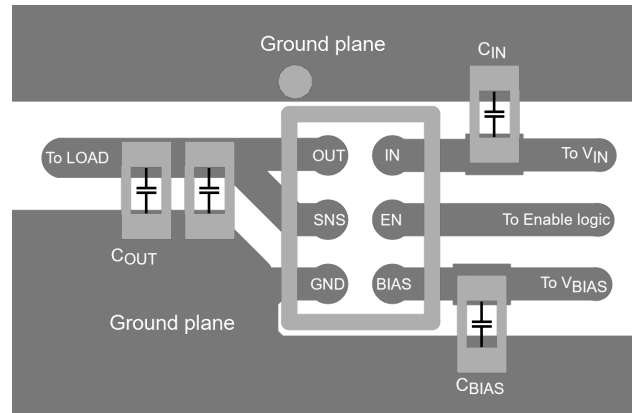 Ground plane
CIN
To LOAD
OUT
IN
To VIN
SNS
EN
To Enable logic
COUT
GND
BIAS
To VBIAS
Ground plane
CBIAS